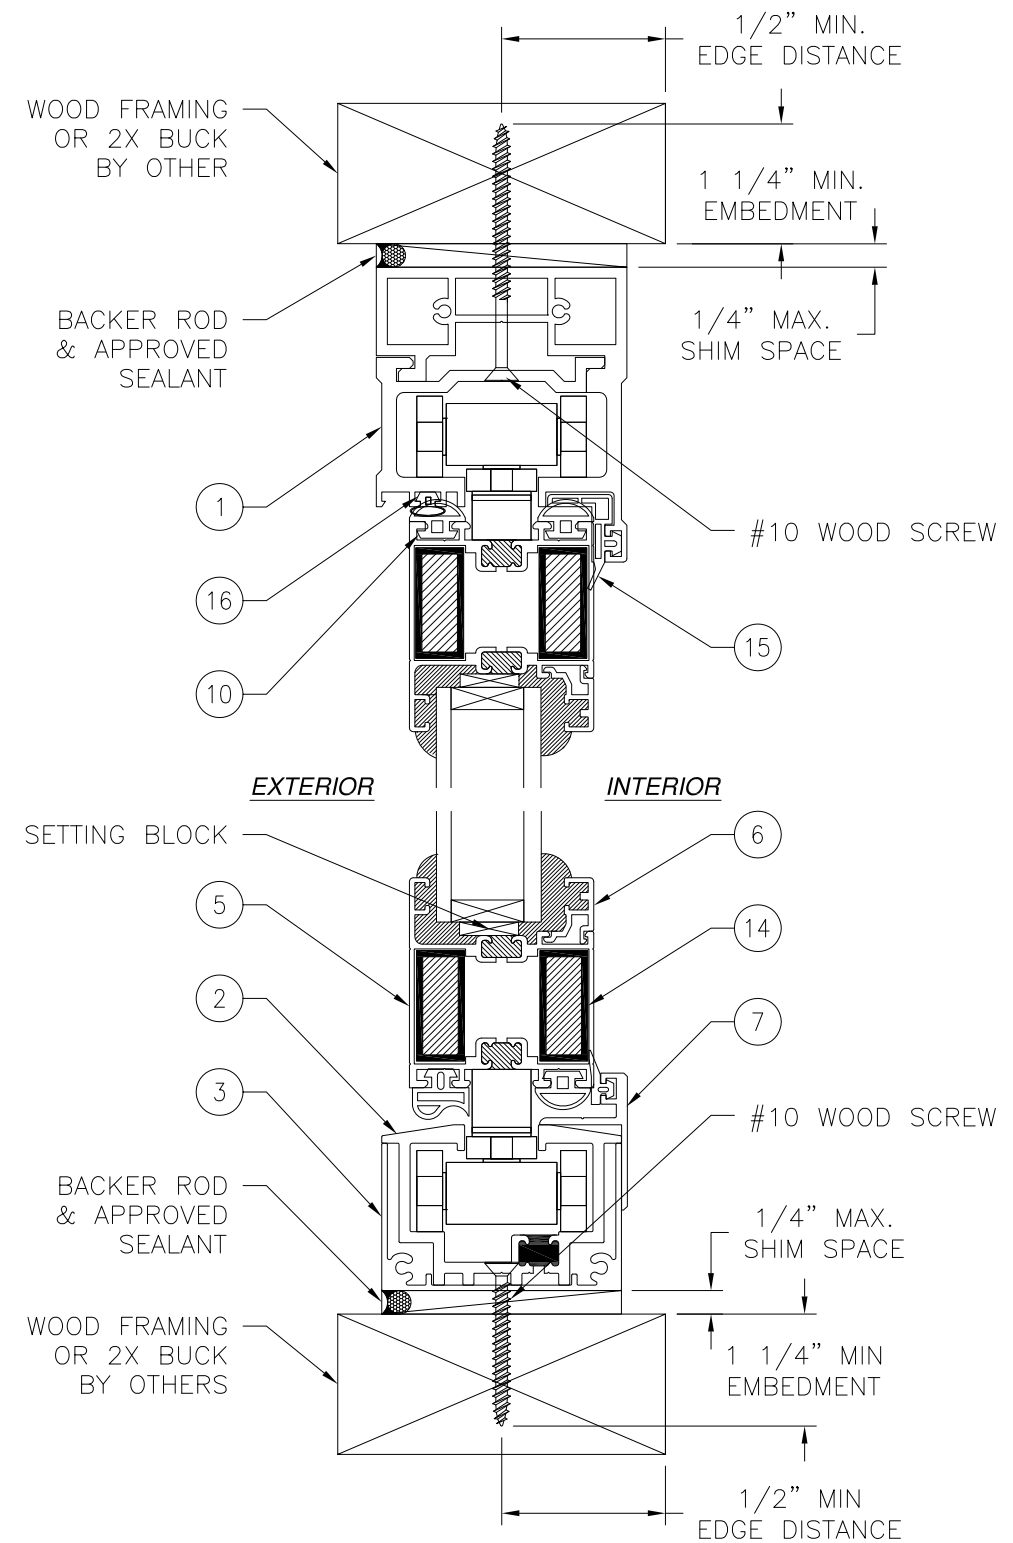 1/2” MIN.
EDGE DISTANCE
WOOD FRAMING
OR 2X BUCK
BY OTHER
1 1/4” MIN.
EMBEDMENT
BACKER ROD
& APPROVED
SEALANT
1/4” MAX.
SHIM SPACE
1
#10 WOOD SCREW
16
15
10
EXTERIOR
INTERIOR
SETTING BLOCK
6
5
14
2
7
3
#10 WOOD SCREW
BACKER ROD
& APPROVED
SEALANT
1/4” MAX.
SHIM SPACE
WOOD FRAMING
OR 2X BUCK
BY OTHERS
1 1/4” MIN
EMBEDMENT
1/2” MIN
EDGE DISTANCE